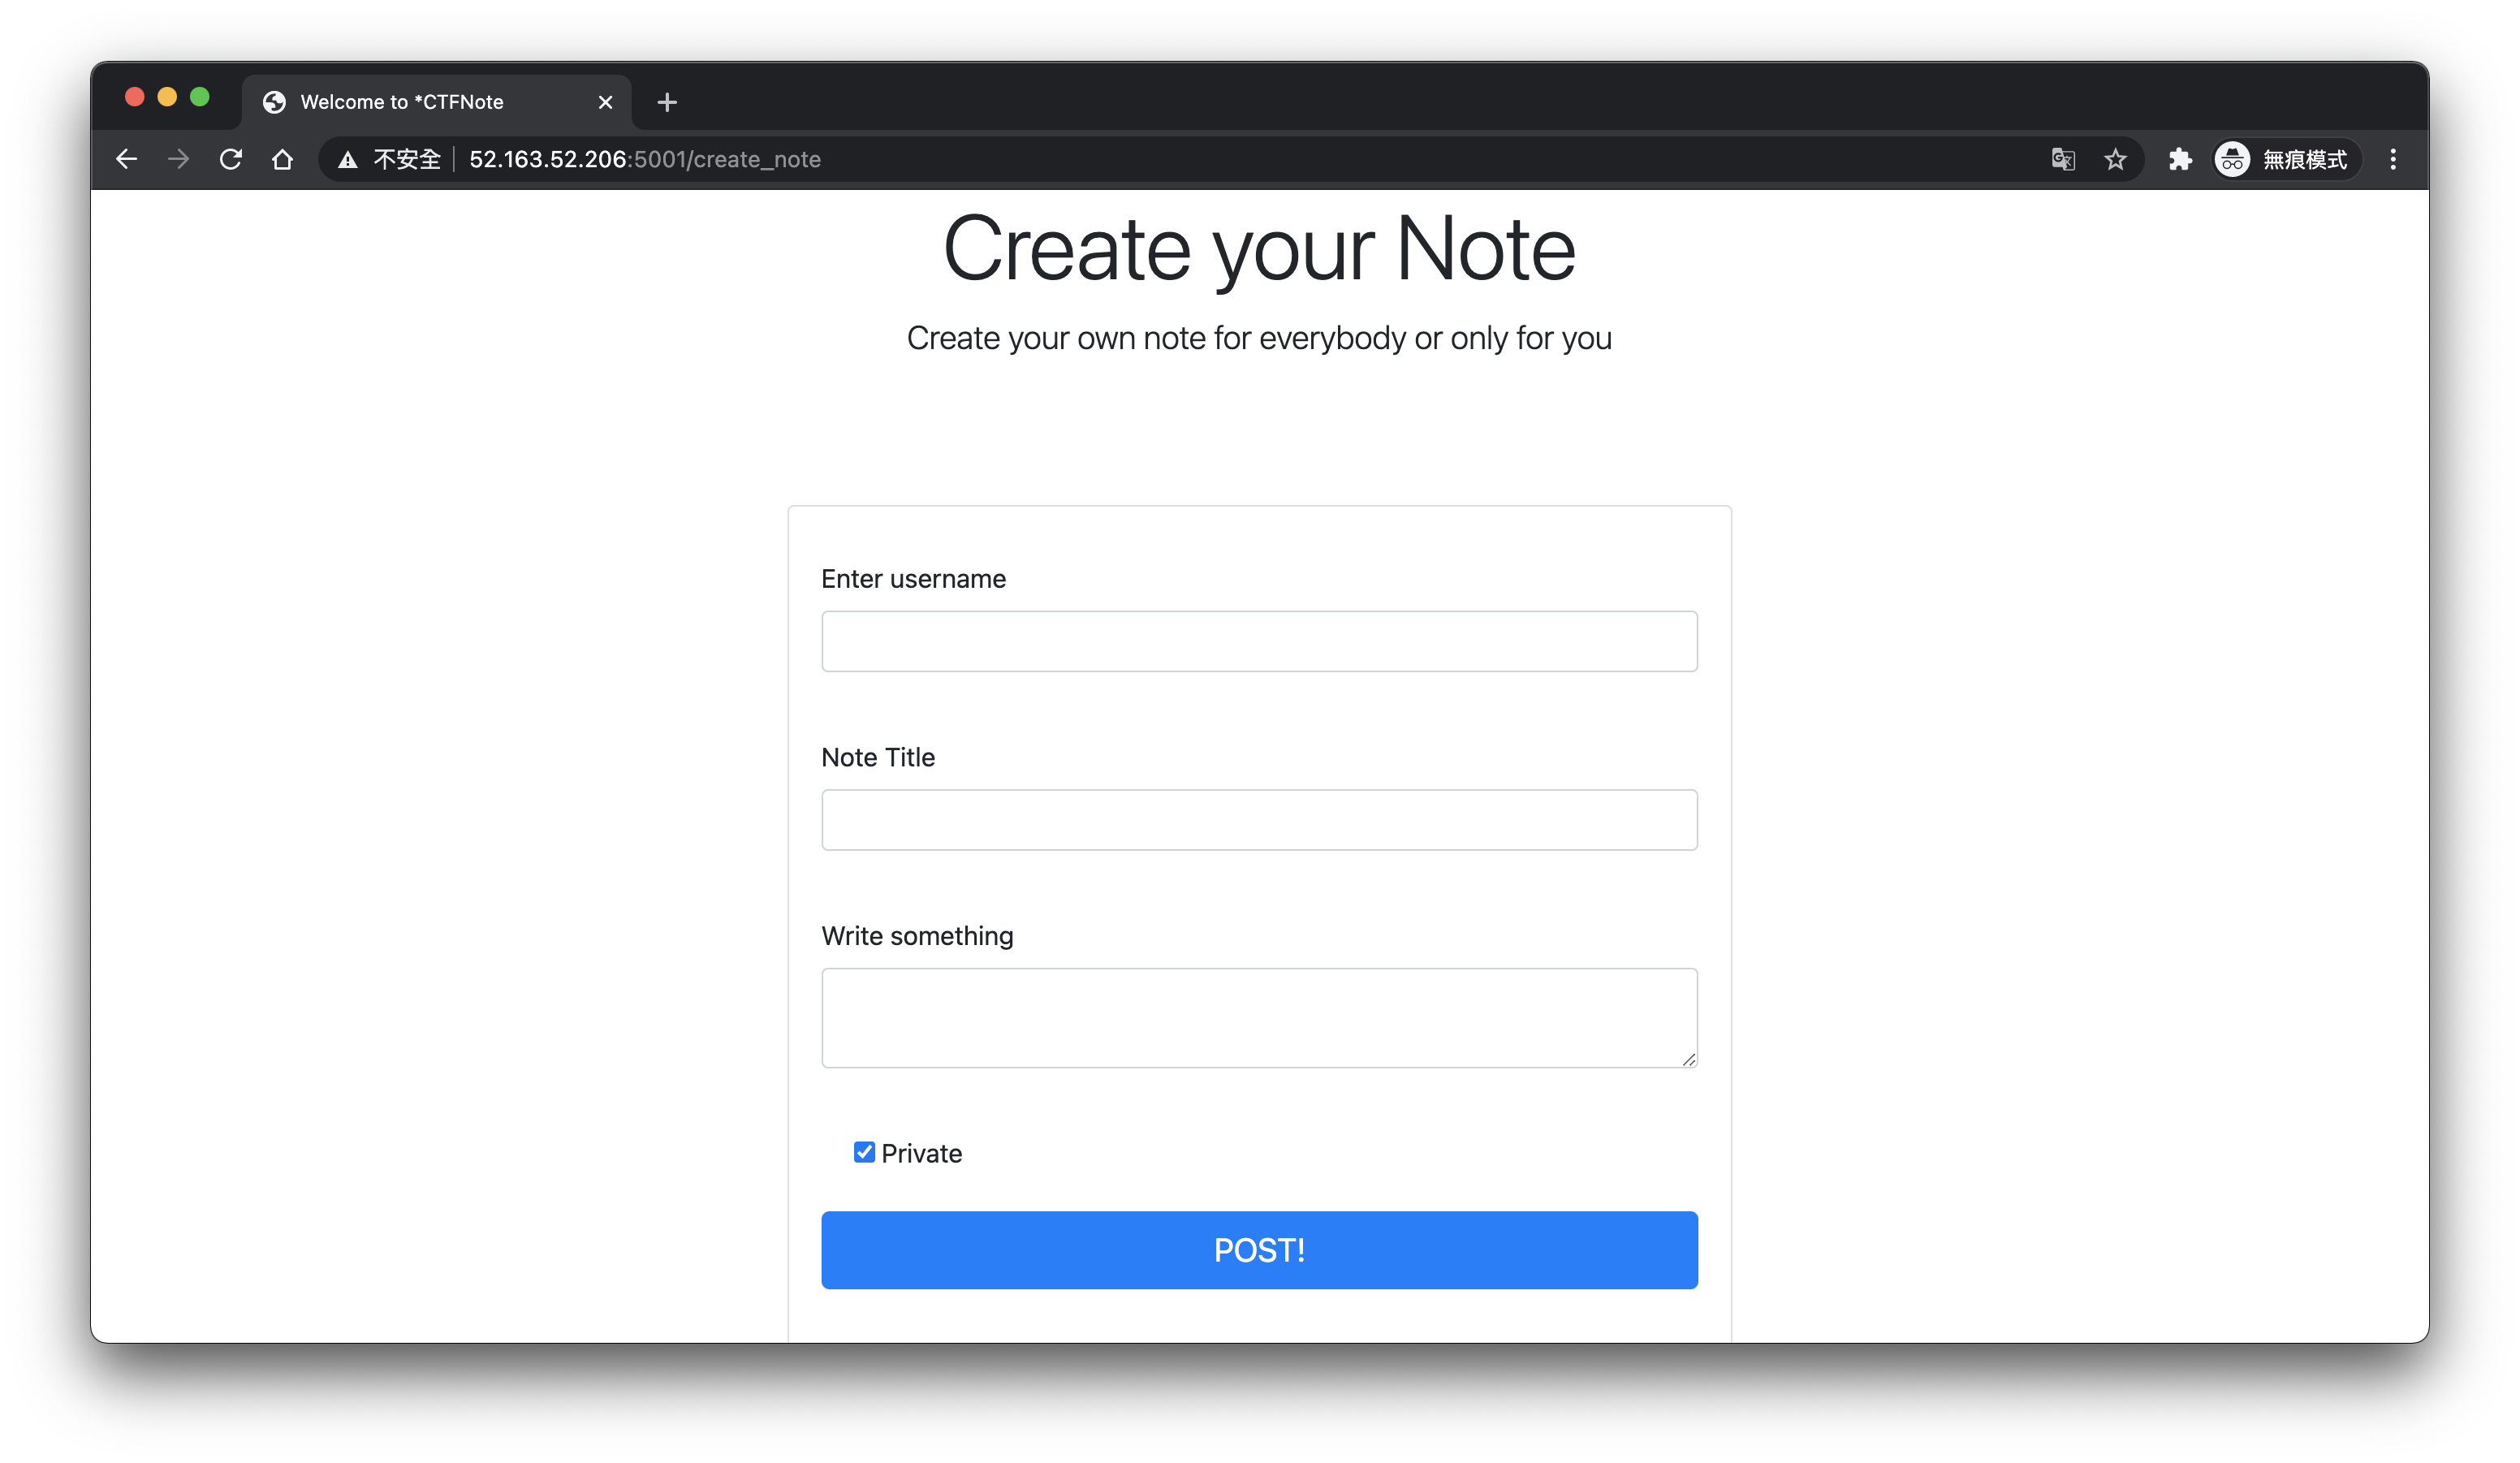 Welcome to *CTFNote
不安全 52.163.52.206:5001/create_note 無痕模式
Create your Note
Create your own note for everybody or only for you
Enter username
Note Title
Write something
Private
POST!